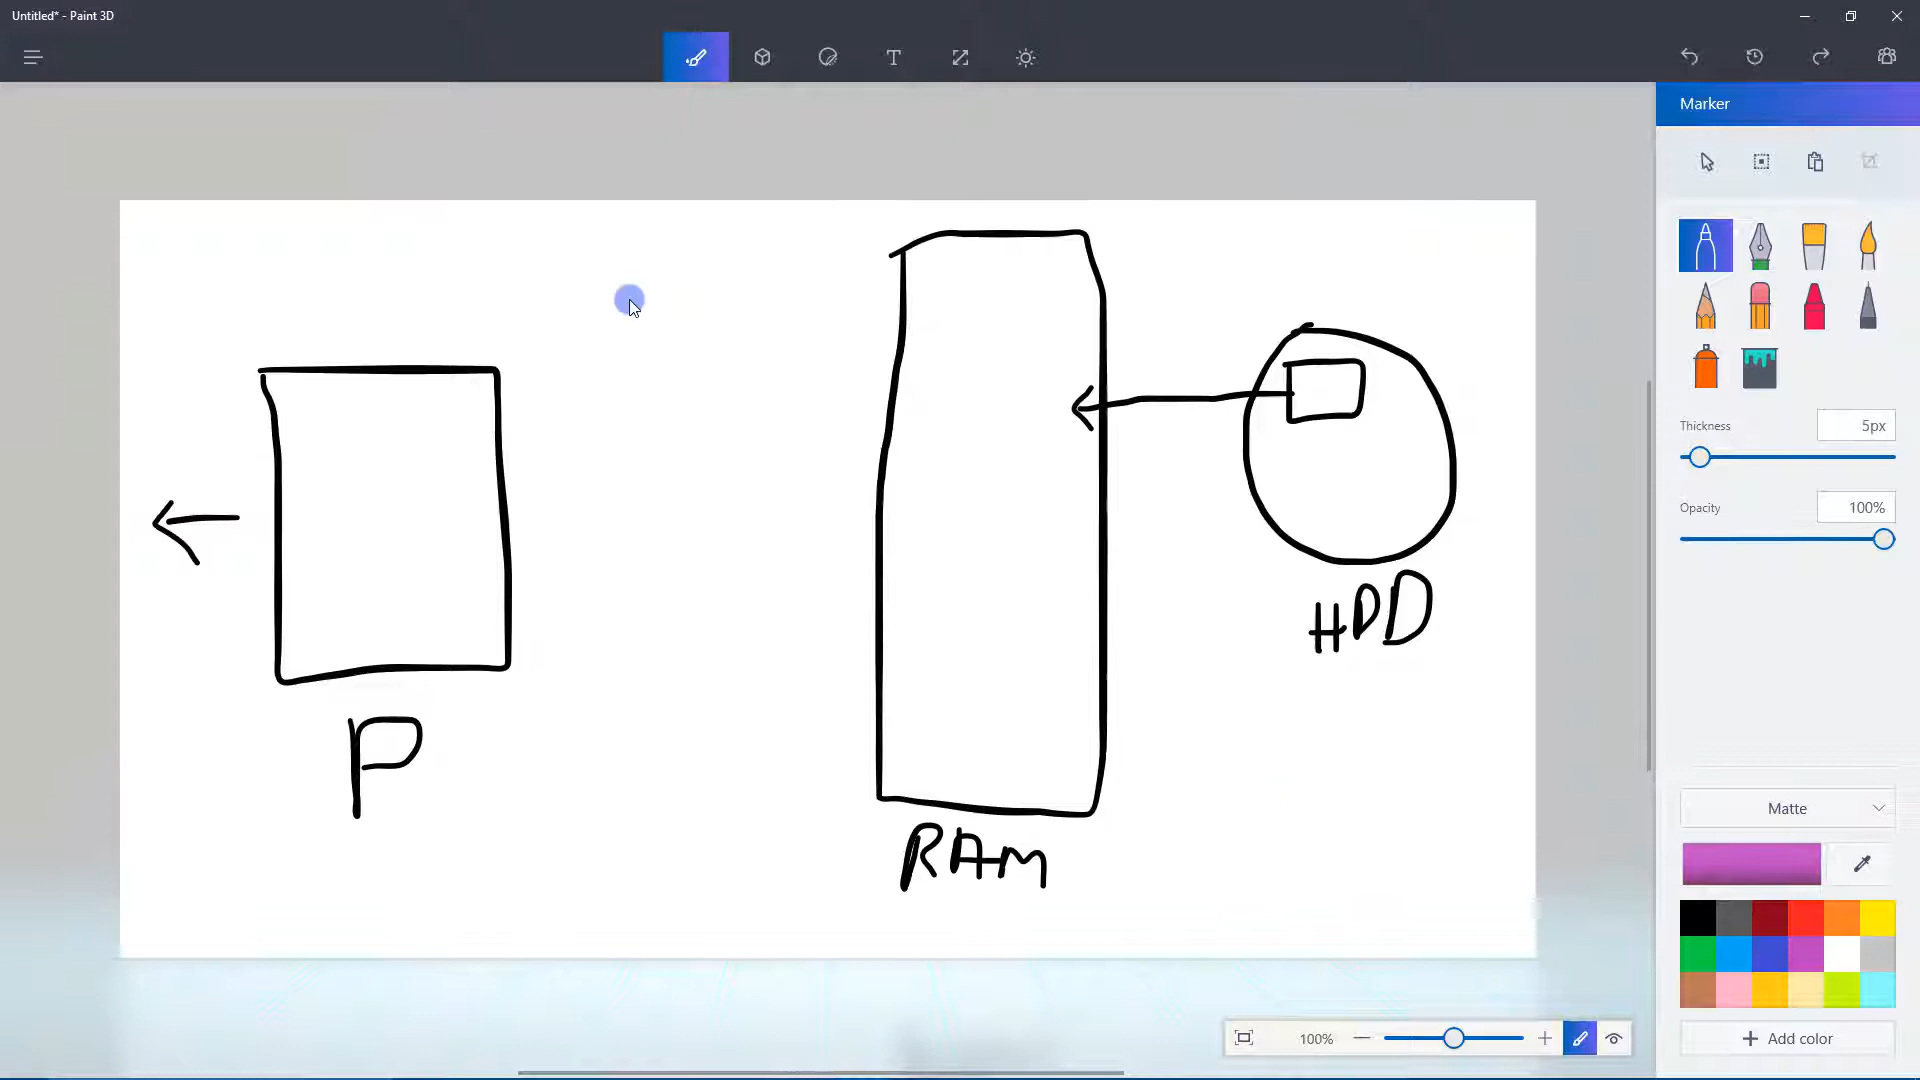 Untitled* - Paint 3D
Marker
Thickness
5px
Opacity
100%
HDD
P
RAM
Matte
100%
Add color